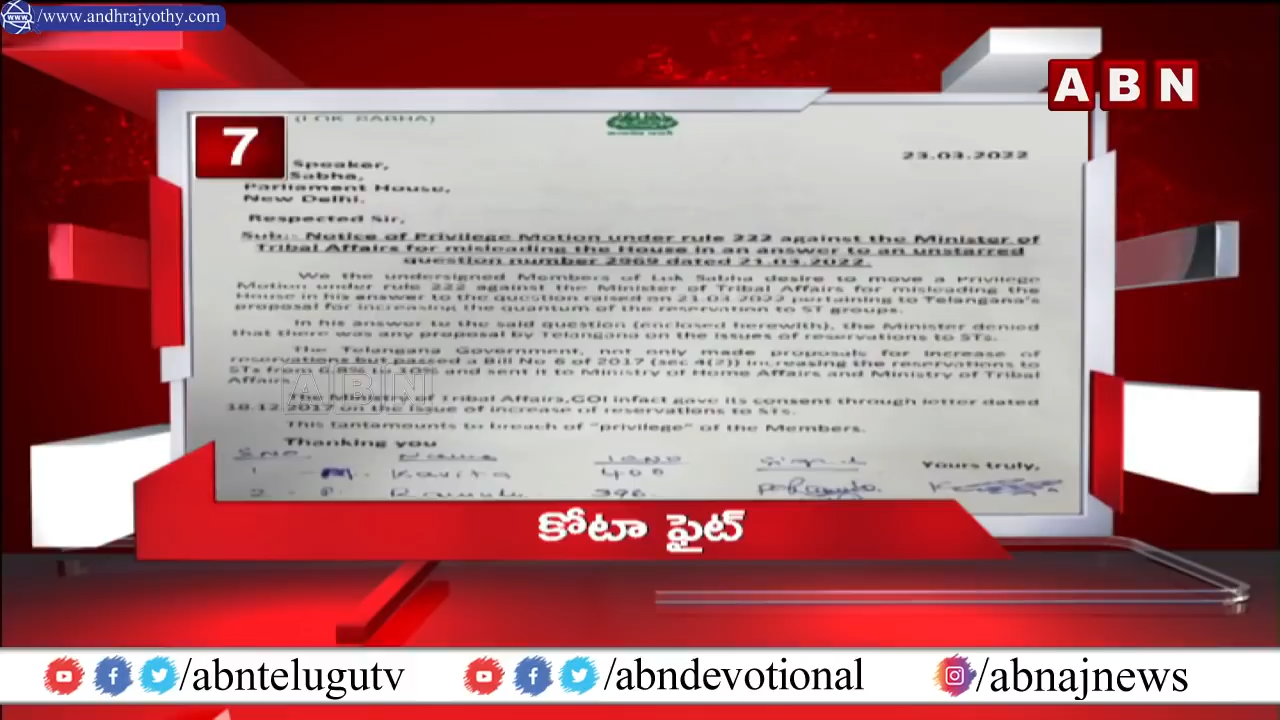 /www.andhrajyothy.com
ABN
7
(LOK SABHA)
23.03.2022
Speaker,
Sabha,
Parliament House,
New Delhi.
Respected Sir,
Sub:- Notice of Privilege Motion under rule 222 against the Minister of
Tribal Affairs for misleading the House in an answer to an unstarred
question number 2969 dated 21.03.2022.
We the undersigned Members of Lok Sabha desire to move a Privilege
Motion under rule 222 against the Minister of Tribal Affairs for misleading the
House in his answer to the question raised on 21.03.2022 pertaining to Telangana's
proposal for increasing the quantum of the reservation to ST groups.
In his answer to the said question (enclosed herewith), the Minister denied
that there was any proposal by Telangana on the issues of reservations to STs.
The Telangana Government, not only made proposals for increase of
reservations but passed a Bill No 6 of 2017 (sec 4(2)) increasing the reservations to
STs from 6.8% to 10% and sent it to Ministry of Home Affairs and Ministry of Tribal
Affairs.
ABN
The Ministry of Tribal Affairs,GOI infact gave its consent through letter dated
18.12.2017 on the issue of increase of reservations to STs.
This tantamounts to breach of "privilege" of the Members.
Thanking you
Yours truly,
S.No. Name IC NO
1 - M. Kavita 400
2 - P. 396
కోటా ఫైట్
/abntelugutv /abndevotional /abnajnews